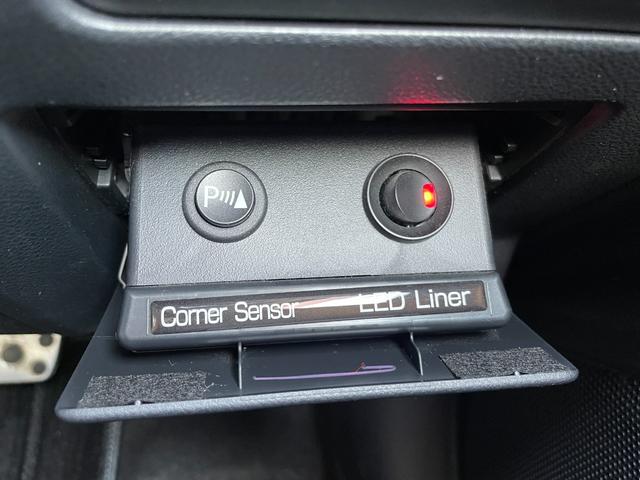 P
Corner Sensor LED Liner